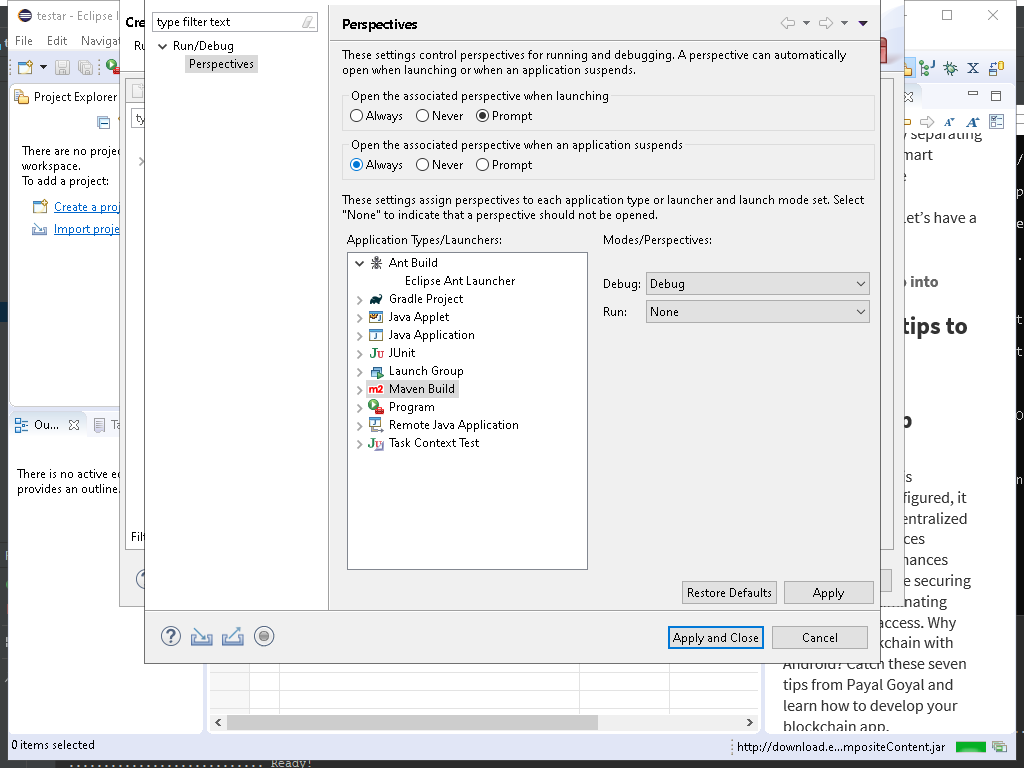 testar - Eclipse I
File Edit Navigat
Project Explorer
There are no proje
workspace.
To add a project:
Create a proj
Import proje
Ou...
Ta
There is no active e
provides an outline.
0 items selected
Cre
Ru
ty
Filt
type filter text
Run/Debug
Perspectives
Perspectives
These settings control perspectives for running and debugging. A perspective can automatically
open when launching or when an application suspends.
Open the associated perspective when launching
Always Never Prompt
Open the associated perspective when an application suspends
Always Never Prompt
These settings assign perspectives to each application type or launcher and launch mode set. Select
"None" to indicate that a perspective should not be opened.
Application Types/Launchers:
Modes/Perspectives:
Ant Build
Eclipse Ant Launcher
Gradle Project
Java Applet
Java Application
JUnit
Launch Group
Maven Build
Program
Remote Java Application
Task Context Test
Debug: Debug
Run: None
Restore Defaults
Apply
Apply and Close
Cancel
separating
mart
e
Let's have a
into
tips to
p
s
figured, it
entralized
ces
hances
e securing
inating
access. Why
kchain with
Android? Catch these seven
tips from Payal Goyal and
learn how to develop your
blockchain app.
http://download.e...mpositeContent.jar
Ready!